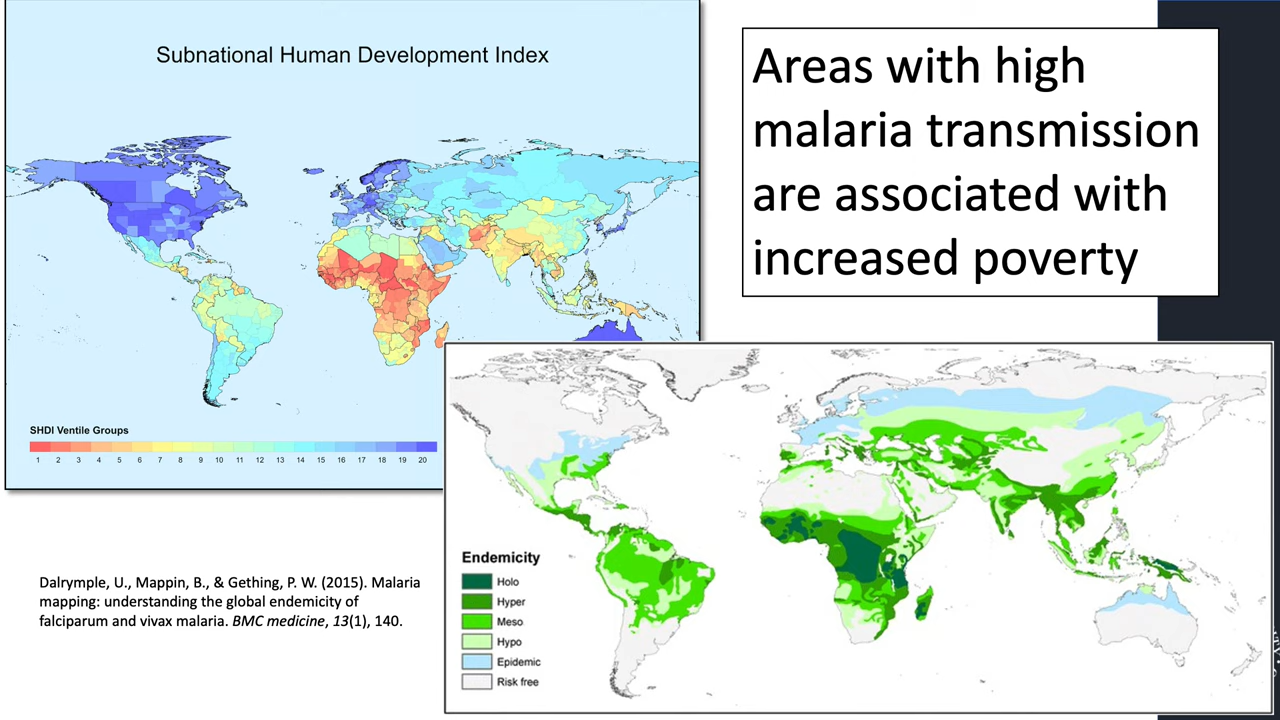 Subnational Human Development Index
Areas with high
malaria transmission
are associated with
increased poverty
SHDI Ventile Groups
1 2 3 4 5 6 7 8 9 10 11 12 13 14 15 16 17 18 19 20
Endemicity
Holo
Hyper
Meso
Hypo
Epidemic
Risk free
Dalrymple, U., Mappin, B., & Gething, P. W. (2015). Malaria
mapping: understanding the global endemicity of
falciparum and vivax malaria. BMC medicine, 13(1), 140.